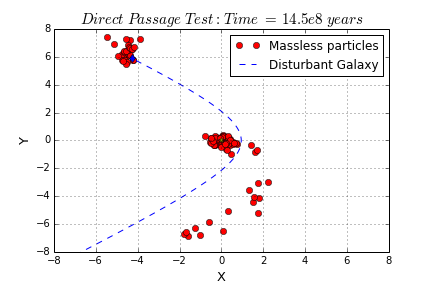 Direct Passage Test: Time = 14.5e8 years
Massless particles
Disturbant Galaxy
8
6
4
2
0
−2
−4
−6
−8
Y
−8 −6 −4 −2 0 2 4 6 8
X